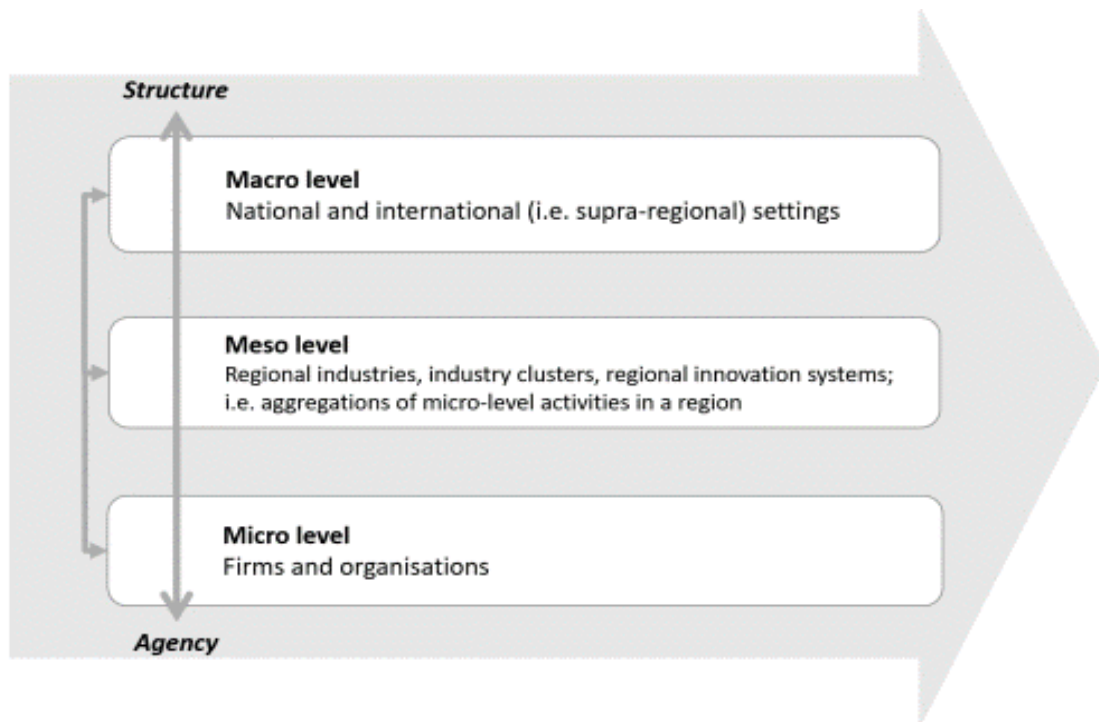 Structure
Macro level
National and international (i.e. supra-regional) settings
Meso level
Regional industries, industry clusters, regional innovation systems;
i.e. aggregations of micro-level activities in a region
Micro level
Firms and organisations
Agency